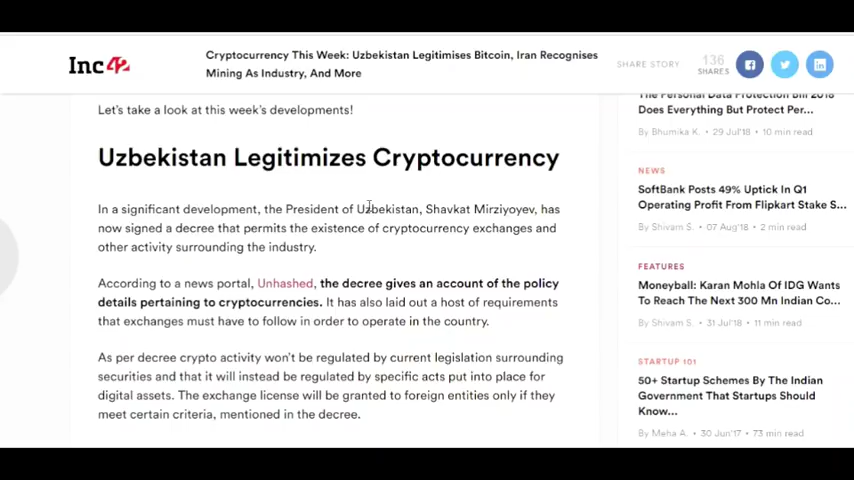 Inc42
Cryptocurrency This Week: Uzbekistan Legitimises Bitcoin, Iran Recognises
Mining As Industry, And More
SHARE STORY
136
SHARES
Let's take a look at this week's developments!
Uzbekistan Legitimizes Cryptocurrency
In a significant development, the President of Uzbekistan, Shavkat Mirziyoyev, has
now signed a decree that permits the existence of cryptocurrency exchanges and
other activity surrounding the industry.
According to a news portal, Unhashed, the decree gives an account of the policy
details pertaining to cryptocurrencies. It has also laid out a host of requirements
that exchanges must have to follow in order to operate in the country.
As per decree crypto activity won't be regulated by current legislation surrounding
securities and that it will instead be regulated by specific acts put into place for
digital assets. The exchange license will be granted to foreign entities only if they
meet certain criteria, mentioned in the decree.
The Personal Data Protection Bill 2018
Does Everything But Protect Per...
By Bhumika K. • 29 Jul'18 • 10 min read
NEWS
SoftBank Posts 49% Uptick In Q1
Operating Profit From Flipkart Stake S...
By Shivam S. • 07 Aug'18 • 2 min read
FEATURES
Moneyball: Karan Mohla Of IDG Wants
To Reach The Next 300 Mn Indian Co...
By Shivam S. • 31 Jul'18 • 11 min read
STARTUP 101
50+ Startup Schemes By The Indian
Government That Startups Should
Know...
By Meha A. • 30 Jun'17 • 73 min read